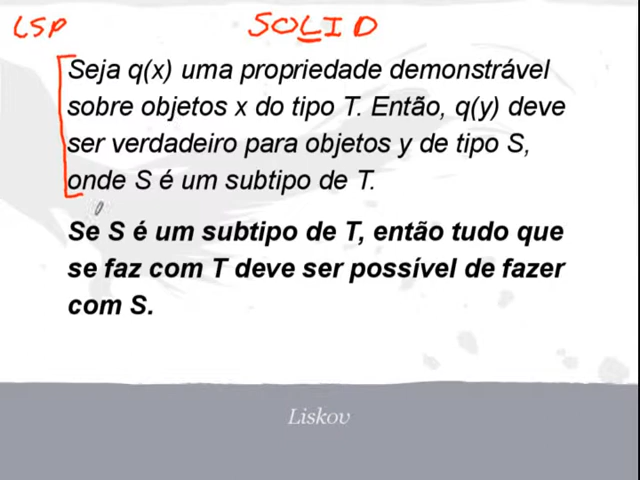 LSP SOLID
Seja q(x) uma propriedade demonstrável
sobre objetos x do tipo T. Então, q(y) deve
ser verdadeiro para objetos y de tipo S,
onde S é um subtipo de T.
Se S é um subtipo de T, então tudo que
se faz com T deve ser possível de fazer
com S.
Liskov